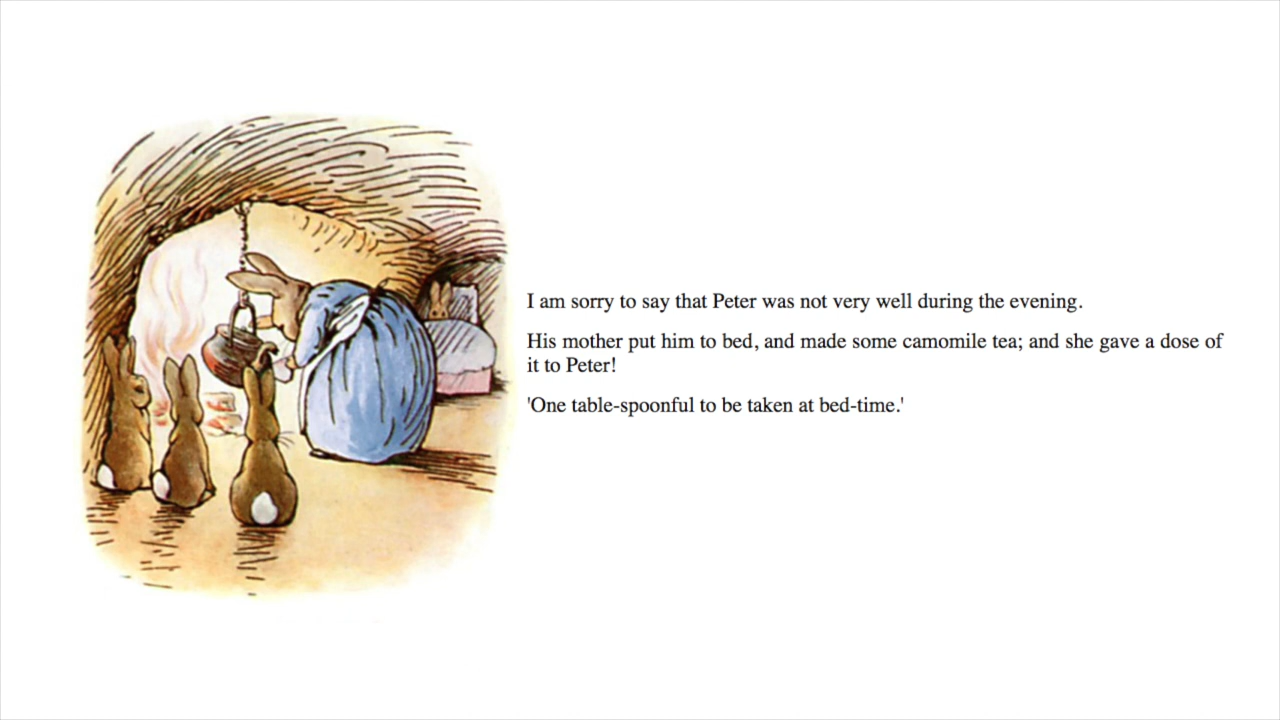 I am sorry to say that Peter was not very well during the evening.
His mother put him to bed, and made some camomile tea; and she gave a dose of
it to Peter!
'One table-spoonful to be taken at bed-time.'